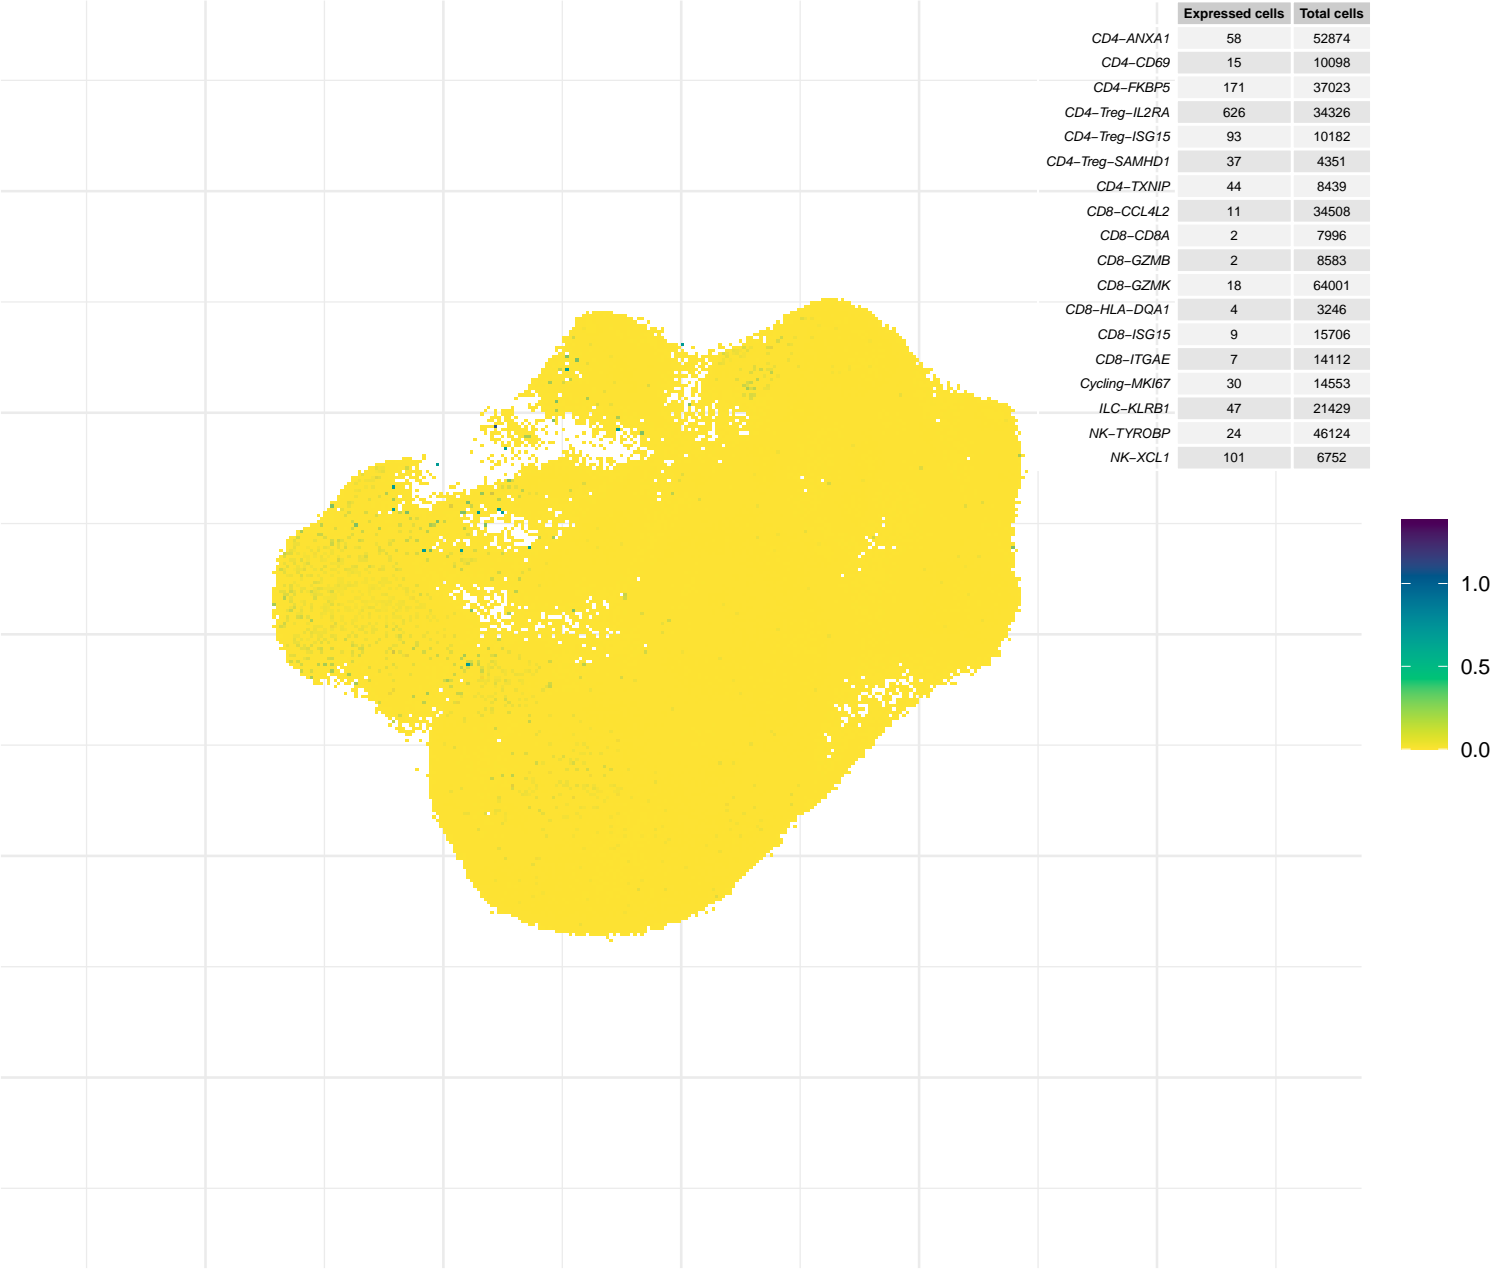 Expressed cells Total cells
CD4−ANXA1 58 52874
CD4−CD69 15 10098
CD4−FKBP5 171 37023
CD4−Treg−IL2RA 626 34326
CD4−Treg−ISG15 93 10182
CD4−Treg−SAMHD1 37 4351
CD4−TXNIP 44 8439
CD8−CCL4L2 11 34508
CD8−CD8A 2 7996
CD8−GZMB 2 8583
CD8−GZMK 18 64001
CD8−HLA−DQA1 4 3246
CD8−ISG15 9 15706
CD8−ITGAE 7 14112
Cycling−MKI67 30 14553
ILC−KLRB1 47 21429
NK−TYROBP 24 46124
NK−XCL1 101 6752
1.0
0.5
0.0